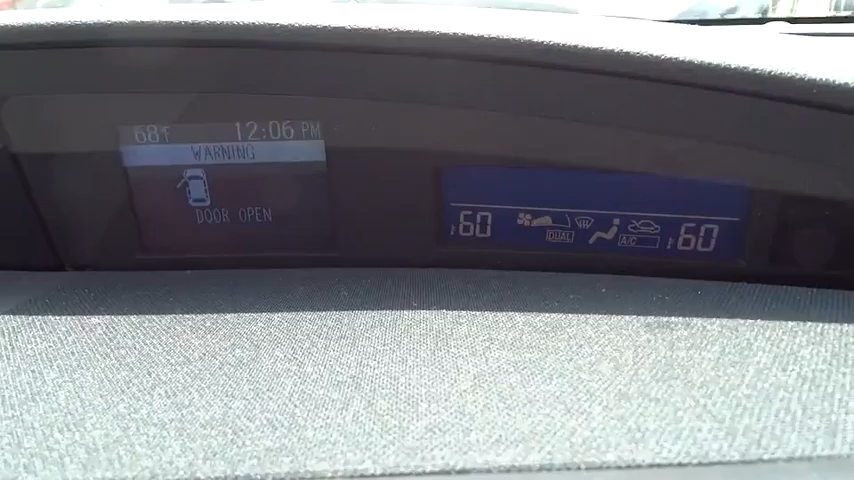 68°F 12:06 PM
WARNING
DOOR OPEN
°F 60 DUAL A/C °F 60